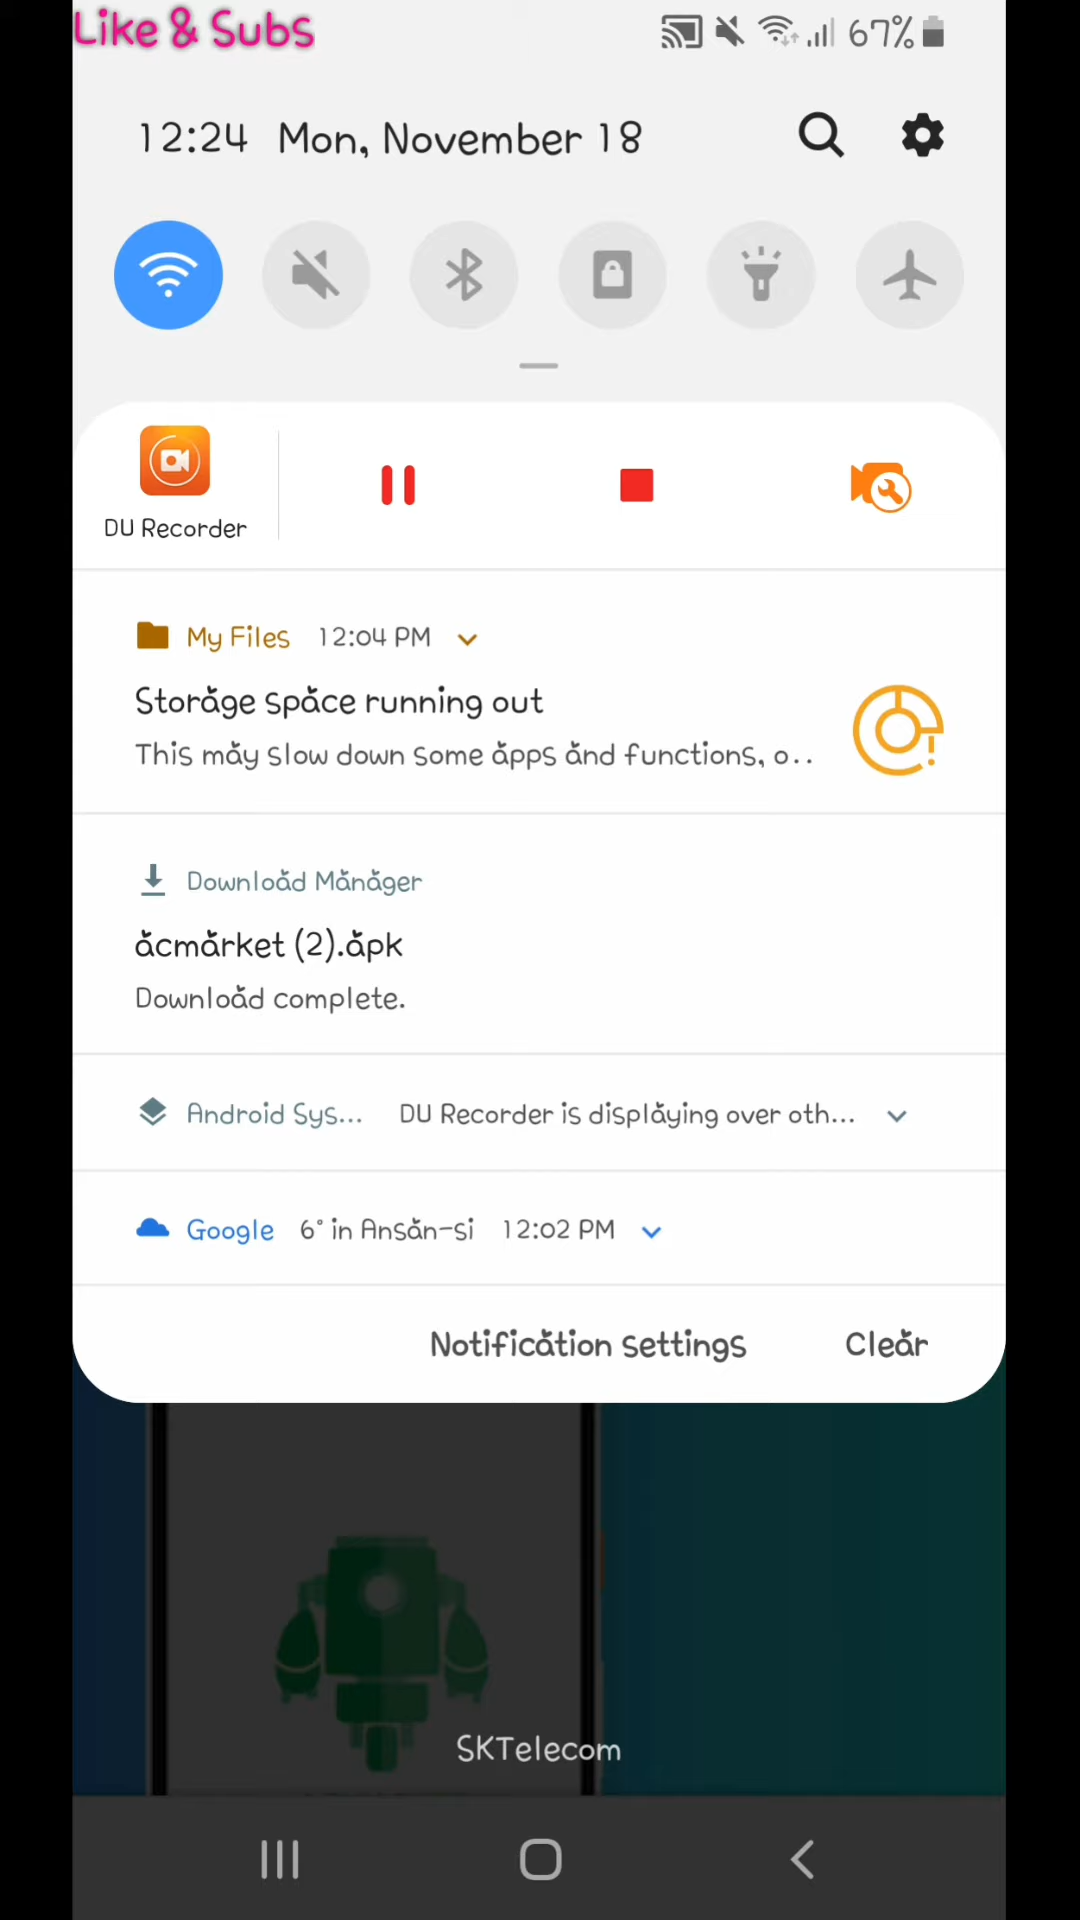 Like & Subs
67%
12:24 Mon, November 18
DU Recorder
My Files 12:04 PM
Storage space running out
This may slow down some apps and functions, o..
Download Manager
acmarket (2).apk
Download complete.
Android Sys... DU Recorder is displaying over oth...
Google 6° in Ansan-si 12:02 PM
Notification settings Clear
SKTelecom